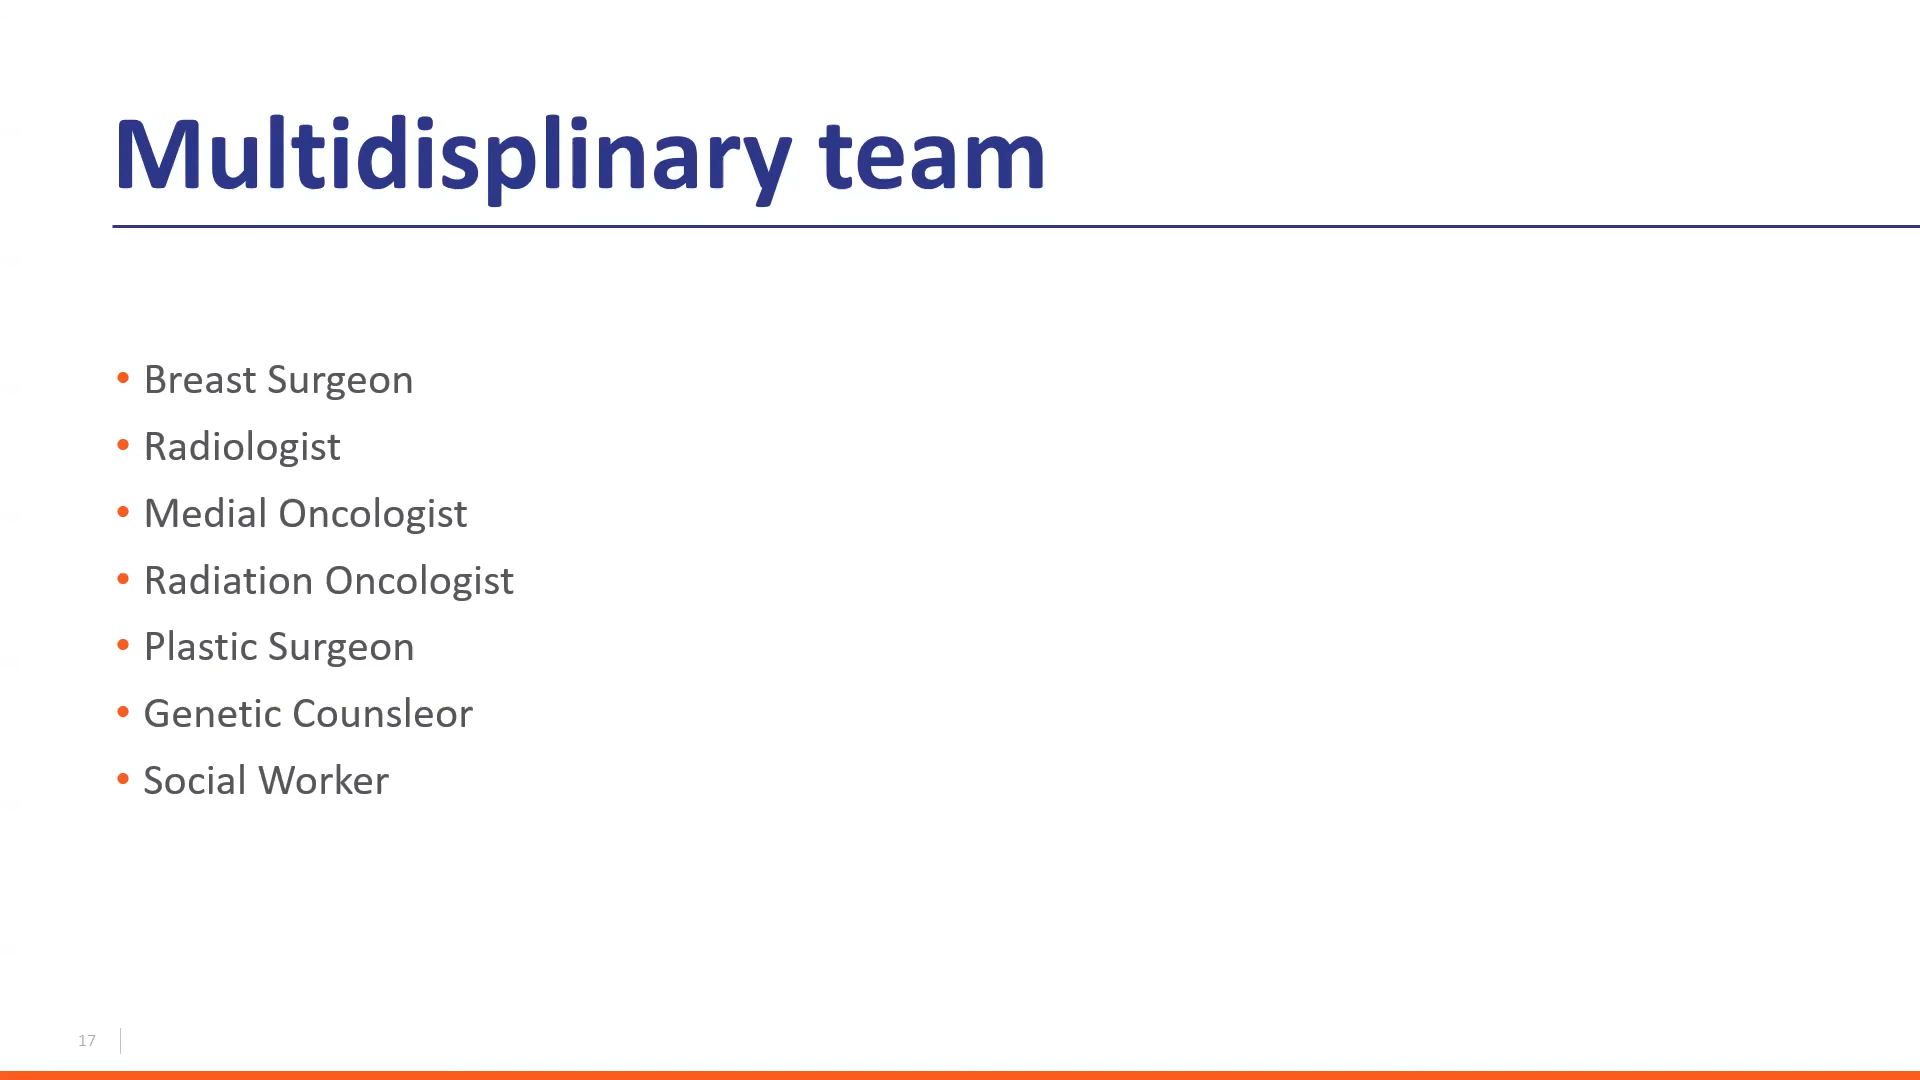 Multidisplinary team
• Breast Surgeon
• Radiologist
• Medial Oncologist
• Radiation Oncologist
• Plastic Surgeon
• Genetic Counsleor
• Social Worker
17